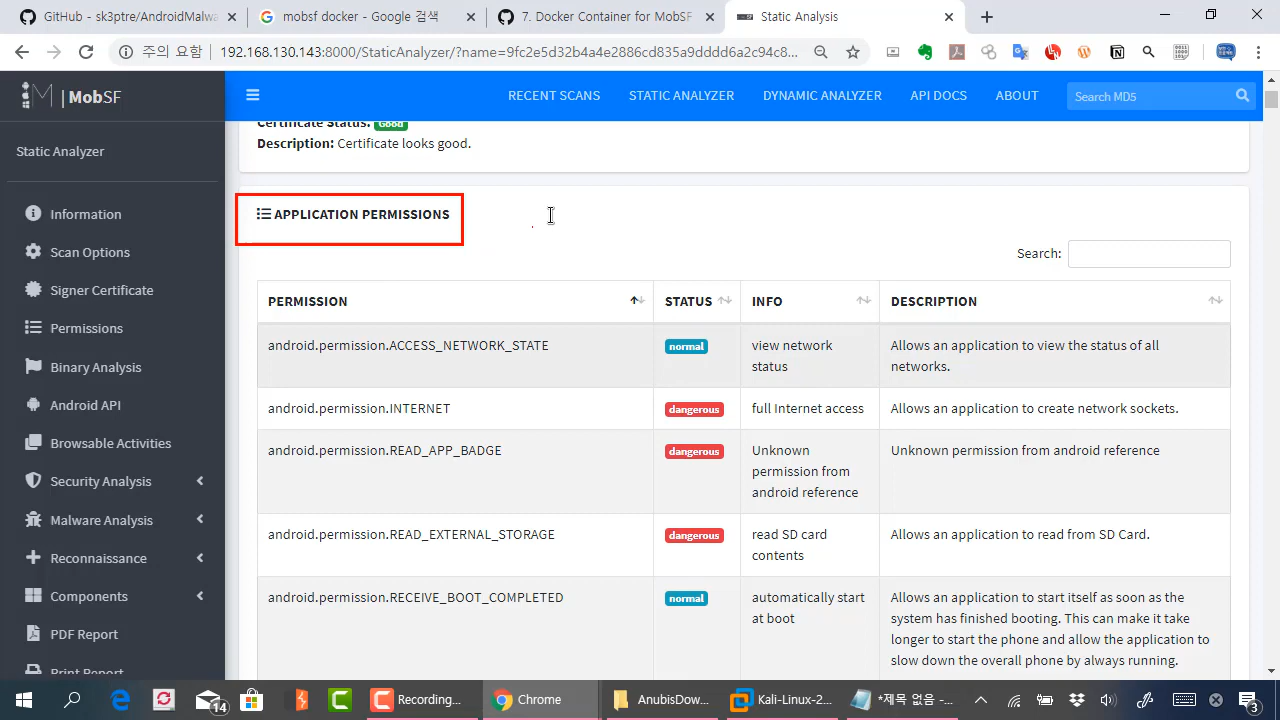 GitHub - sk3ptre/AndroidMalwa
mobsf docker - Google 검색
7. Docker Container for MobSF
Static Analysis
주의 요함
192.168.130.143:8000/StaticAnalyzer/?name=9fc2e5d32b4a4e2886cd835a9dddd6a2c94c8...
| MobSF
RECENT SCANS
STATIC ANALYZER
DYNAMIC ANALYZER
API DOCS
ABOUT
Search MD5
Static Analyzer
Information
Scan Options
Signer Certificate
Permissions
Binary Analysis
Android API
Browsable Activities
Security Analysis
Malware Analysis
Reconnaissance
Components
PDF Report
Print Report
Certificate Status: Good
Description: Certificate looks good.
APPLICATION PERMISSIONS
Search:
PERMISSION STATUS INFO DESCRIPTION
android.permission.ACCESS_NETWORK_STATE normal view network Allows an application to view the status of all
status networks.
android.permission.INTERNET dangerous full Internet access Allows an application to create network sockets.
android.permission.READ_APP_BADGE dangerous Unknown Unknown permission from android reference
permission from
android reference
android.permission.READ_EXTERNAL_STORAGE dangerous read SD card Allows an application to read from SD Card.
contents
android.permission.RECEIVE_BOOT_COMPLETED normal automatically start Allows an application to start itself as soon as the
at boot system has finished booting. This can make it take
longer to start the phone and allow the application to
slow down the overall phone by always running.
14
Recording...
Chrome
AnubisDow...
Kali-Linux-2...
*제목 없음 -...
3